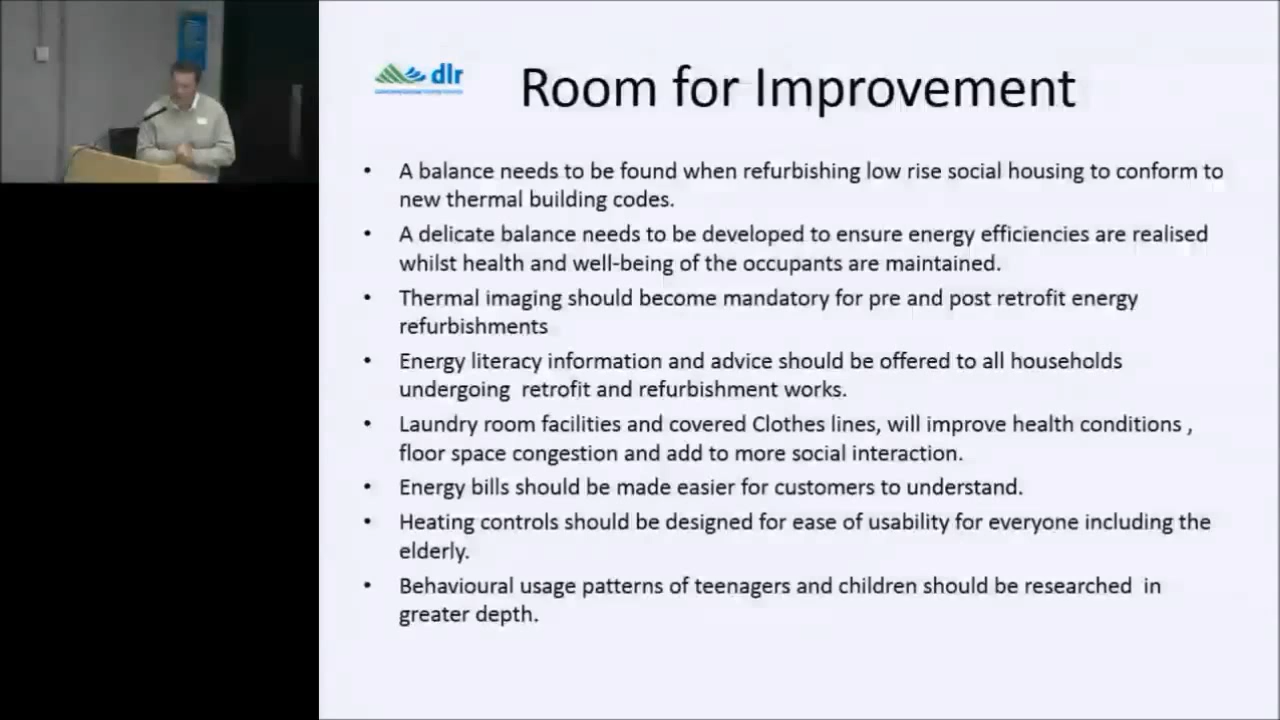 dlr
Room for Improvement
• A balance needs to be found when refurbishing low rise social housing to conform to
new thermal building codes.
• A delicate balance needs to be developed to ensure energy efficiencies are realised
whilst health and well-being of the occupants are maintained.
• Thermal imaging should become mandatory for pre and post retrofit energy
refurbishments
• Energy literacy information and advice should be offered to all households
undergoing  retrofit and refurbishment works.
• Laundry room facilities and covered Clothes lines, will improve health conditions ,
floor space congestion and add to more social interaction.
• Energy bills should be made easier for customers to understand.
• Heating controls should be designed for ease of usability for everyone including the
elderly.
• Behavioural usage patterns of teenagers and children should be researched  in
greater depth.